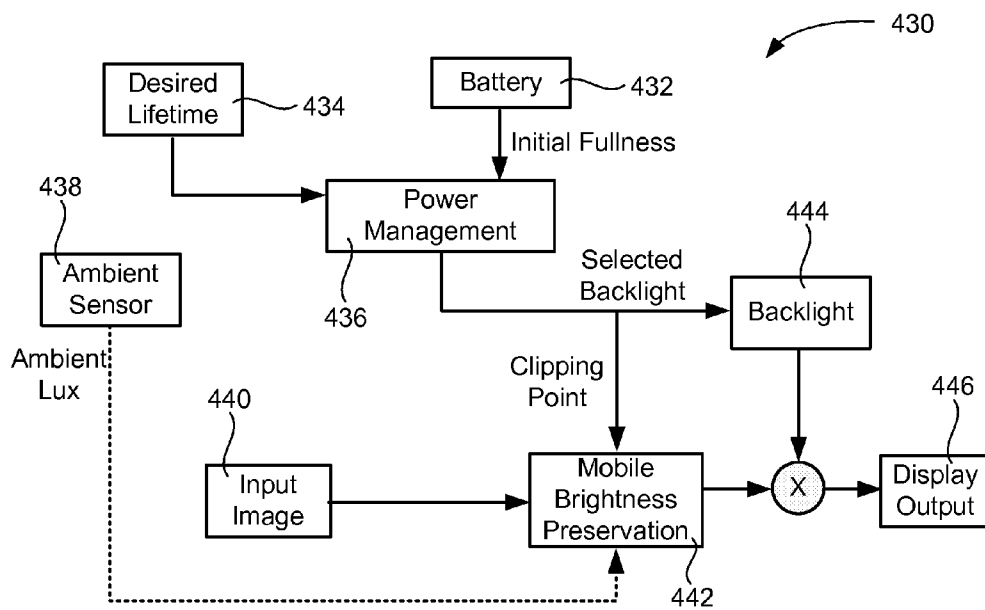 430
Desired
Lifetime
434
Battery
432
Initial Fullness
438
Power
Management
436
444
Ambient
Sensor
Selected
Backlight
Backlight
Ambient
Lux
Clipping
Point
440
446
Input
Image
Mobile
Brightness
Preservation
X
Display
Output
442